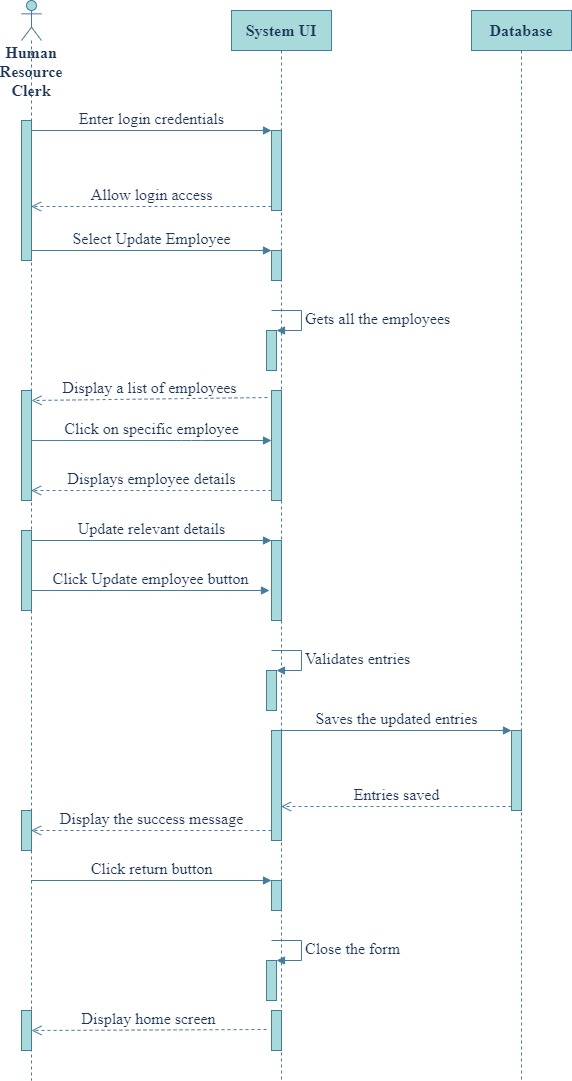 System UI
Database
Human
Resource
Clerk
Enter login credentials
Allow login access
Select Update Employee
Gets all the employees
Display a list of employees
Click on specific employee
Displays employee details
Update relevant details
Click Update employee button
Validates entries
Saves the updated entries
Entries saved
Display the success message
Click return button
Close the form
Display home screen